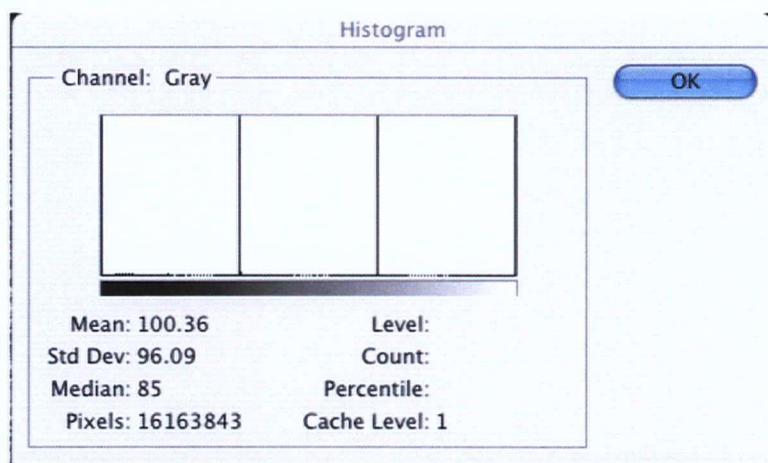 Histogram
Channel: Gray
OK
Mean: 100.36
Level:
Std Dev: 96.09
Count:
Median: 85
Percentile:
Pixels: 16163843
Cache Level: 1